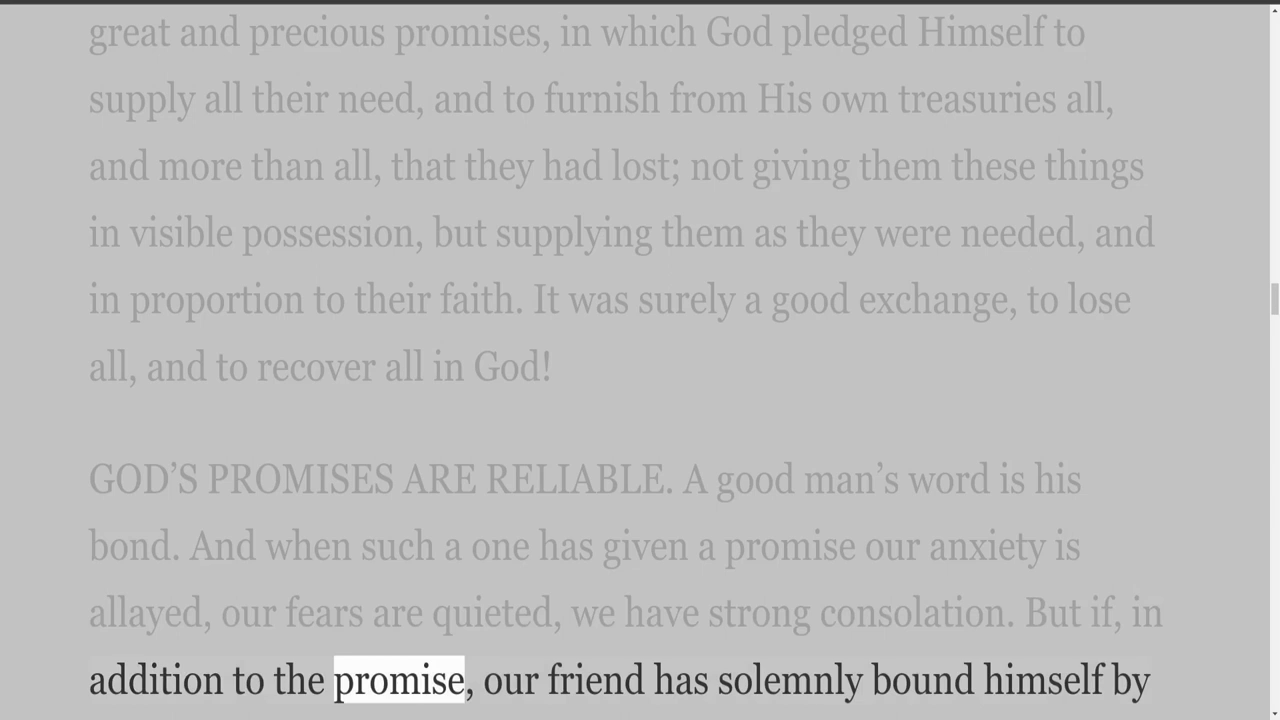 great and precious promises, in which God pledged Himself to
supply all their need, and to furnish from His own treasuries all,
and more than all, that they had lost; not giving them these things
in visible possession, but supplying them as they were needed, and
in proportion to their faith. It was surely a good exchange, to lose
all, and to recover all in God!
GOD’S PROMISES ARE RELIABLE. A good man’s word is his
bond. And when such a one has given a promise our anxiety is
allayed, our fears are quieted, we have strong consolation. But if, in
addition to the promise, our friend has solemnly bound himself by